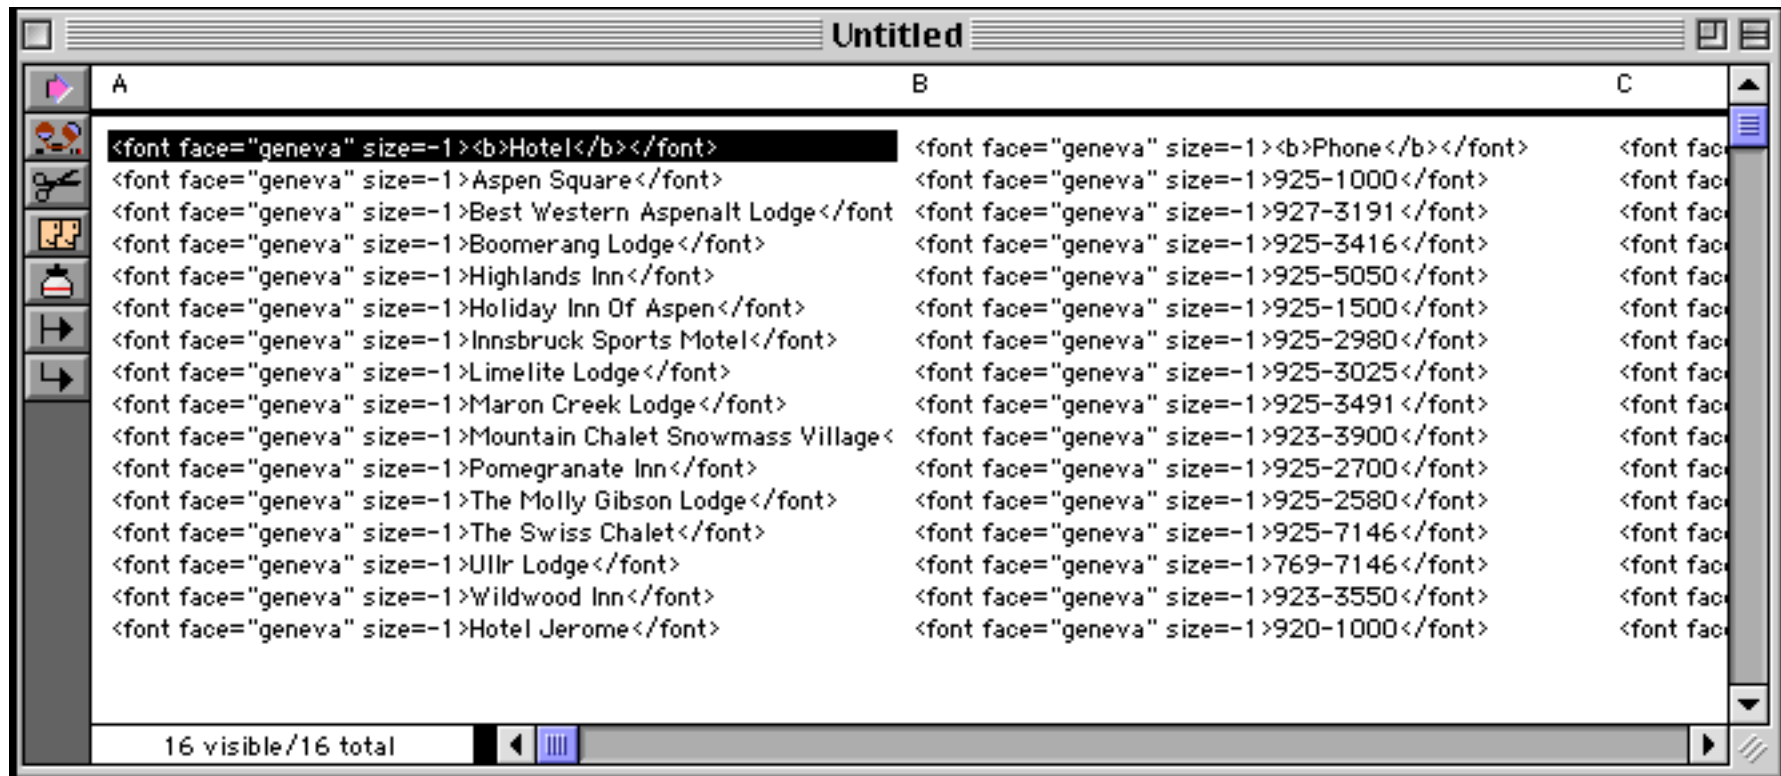 Untitled
A B C
<font face="geneva" size=-1><b>Hotel</b></font> <font face="geneva" size=-1><b>Phone</b></font> <font fac
<font face="geneva" size=-1>Aspen Square</font> <font face="geneva" size=-1>925-1000</font> <font fac
<font face="geneva" size=-1>Best Western Aspenalt Lodge</font <font face="geneva" size=-1>927-3191</font> <font fac
<font face="geneva" size=-1>Boomerang Lodge</font> <font face="geneva" size=-1>925-3416</font> <font fac
<font face="geneva" size=-1>Highlands Inn</font> <font face="geneva" size=-1>925-5050</font> <font fac
<font face="geneva" size=-1>Holiday Inn Of Aspen</font> <font face="geneva" size=-1>925-1500</font> <font fac
<font face="geneva" size=-1>Innsbruck Sports Motel</font> <font face="geneva" size=-1>925-2980</font> <font fac
<font face="geneva" size=-1>Limelite Lodge</font> <font face="geneva" size=-1>925-3025</font> <font fac
<font face="geneva" size=-1>Maron Creek Lodge</font> <font face="geneva" size=-1>925-3491</font> <font fac
<font face="geneva" size=-1>Mountain Chalet Snowmass Village< <font face="geneva" size=-1>923-3900</font> <font fac
<font face="geneva" size=-1>Pomegranate Inn</font> <font face="geneva" size=-1>925-2700</font> <font fac
<font face="geneva" size=-1>The Molly Gibson Lodge</font> <font face="geneva" size=-1>925-2580</font> <font fac
<font face="geneva" size=-1>The Swiss Chalet</font> <font face="geneva" size=-1>925-7146</font> <font fac
<font face="geneva" size=-1>Ullr Lodge</font> <font face="geneva" size=-1>769-7146</font> <font fac
<font face="geneva" size=-1>Wildwood Inn</font> <font face="geneva" size=-1>923-3550</font> <font fac
<font face="geneva" size=-1>Hotel Jerome</font> <font face="geneva" size=-1>920-1000</font> <font fac
16 visible/16 total